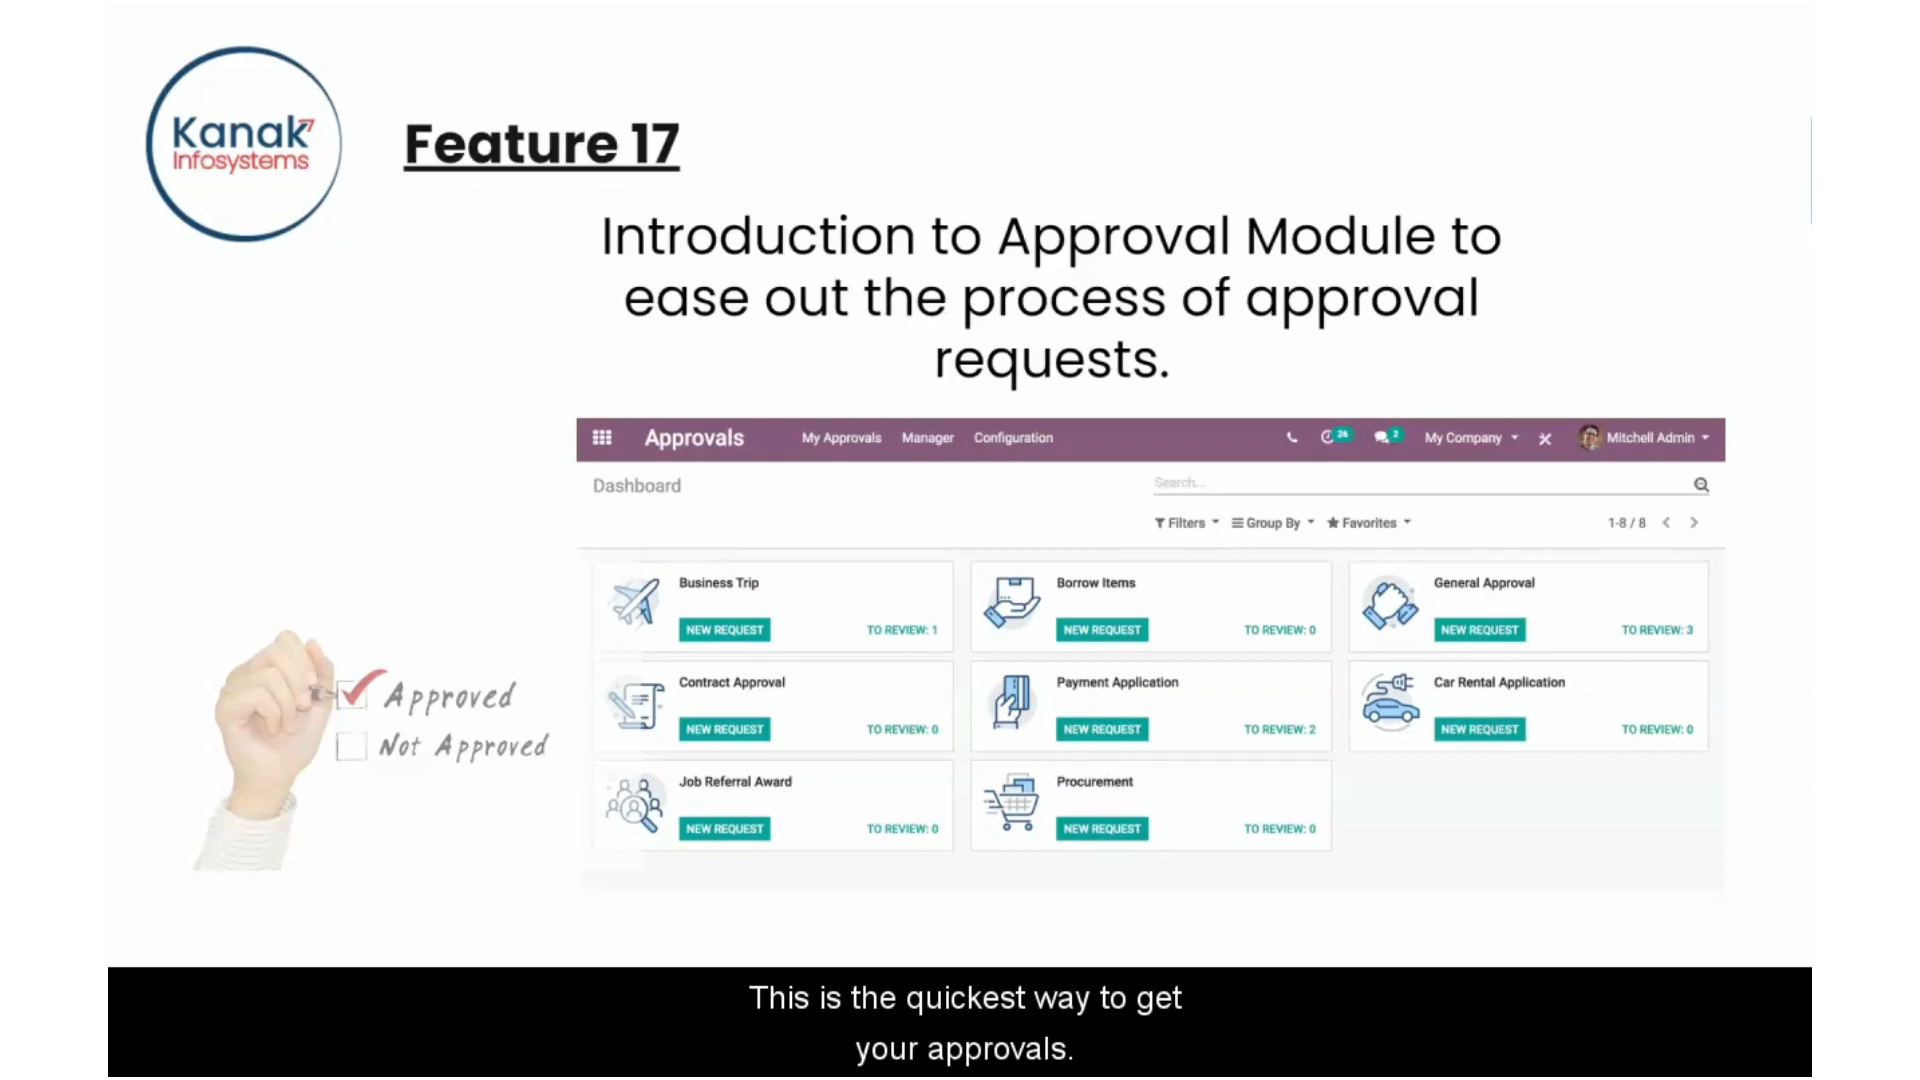 Kanak
Infosystems
Feature 17
Introduction to Approval Module to
ease out the process of approval
requests.
Approvals My Approvals Manager Configuration 26 2 My Company Mitchell Admin
Dashboard Search...
Filters Group By Favorites 1-8 / 8
Business Trip
NEW REQUEST TO REVIEW: 1
Borrow Items
NEW REQUEST TO REVIEW: 0
General Approval
NEW REQUEST TO REVIEW: 3
Contract Approval
NEW REQUEST TO REVIEW: 0
Payment Application
NEW REQUEST TO REVIEW: 2
Car Rental Application
NEW REQUEST TO REVIEW: 0
Job Referral Award
NEW REQUEST TO REVIEW: 0
Procurement
NEW REQUEST TO REVIEW: 0
Approved
Not Approved
This is the quickest way to get
your approvals.